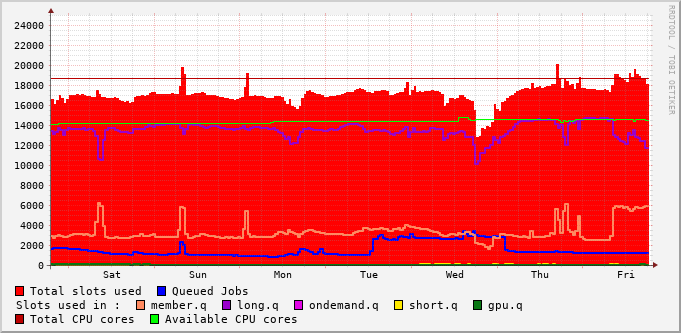 24000
22000
20000
18000
16000
14000
12000
10000
8000
6000
4000
2000
0
Sat Sun Mon Tue Wed Thu Fri
RRDTOOL / TOBI OETIKER
Total slots used Queued Jobs
Slots used in : member.q long.q ondemand.q short.q gpu.q
Total CPU cores Available CPU cores